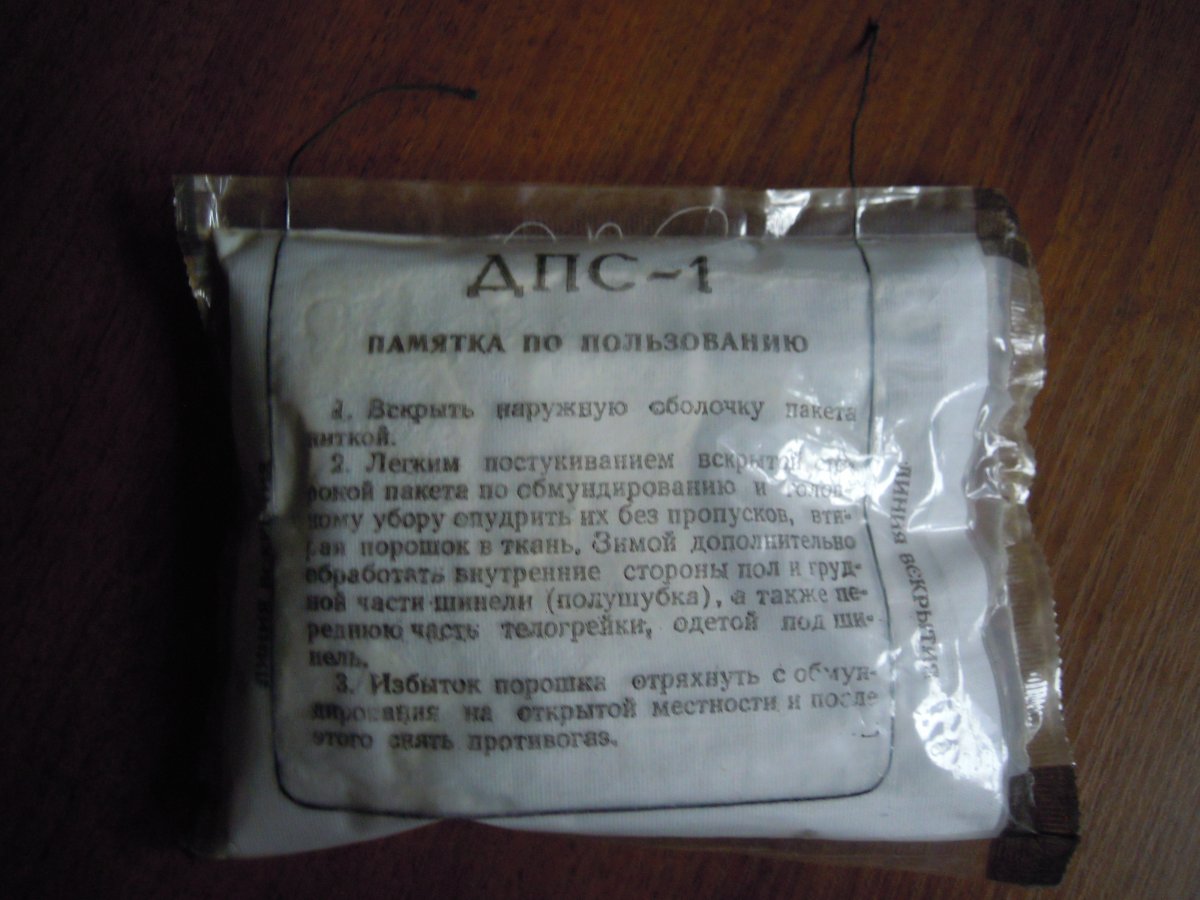 ДПС-1
ПАМЯТКА ПО ПОЛЬЗОВАНИЮ
1. Вскрыть наружную оболочку пакета
ниткой.
2. Легким постукиванием вскрытой сто-
роной пакета по обмундированию и голов-
ному убору опудрить их без пропусков, вти-
рая порошок в ткань. Зимой дополнительно
обработать внутренние стороны пол и груд-
ной части шинели (полушубка), а также пе-
реднюю часть телогрейки, одетой под ши-
нель.
3. Избыток порошка отряхнуть с обмун-
дирования на открытой местности и после
этого снять противогаз.
ЛИНИЯ ВСКРЫТИЯ
ЛИНИЯ